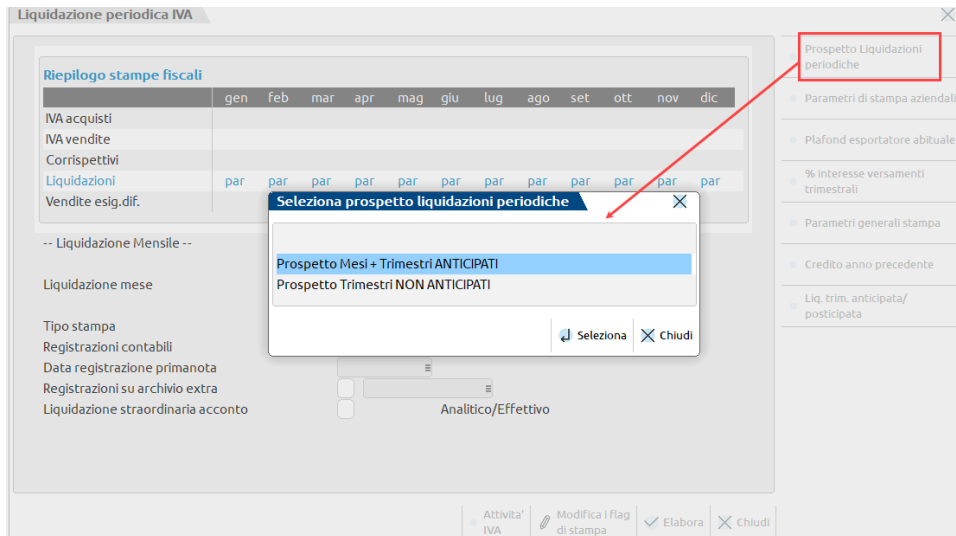 Liquidazione periodica IVA
Prospetto Liquidazioni
periodiche
Riepilogo stampe fiscali
gen feb mar apr mag giu lug ago set ott nov dic
Parametri di stampa aziendali
IVA acquisti
IVA vendite
Plafond esportatore abituale
Corrispettivi
Liquidazioni par par par par par par par par par par par par
% interesse versamenti
trimestrali
Vendite esig.dif.
Seleziona prospetto liquidazioni periodiche
Parametri generali stampa
-- Liquidazione Mensile --
Prospetto Mesi + Trimestri ANTICIPATI
Credito anno precedente
Liquidazione mese
Prospetto Trimestri NON ANTICIPATI
Liq. trim. anticipata/
posticipata
Tipo stampa
Seleziona Chiudi
Registrazioni contabili
Data registrazione primanota
Registrazioni su archivio extra
Liquidazione straordinaria acconto Analitico/Effettivo
Attivita'
IVA
Modifica i flag
di stampa
Elabora Chiudi